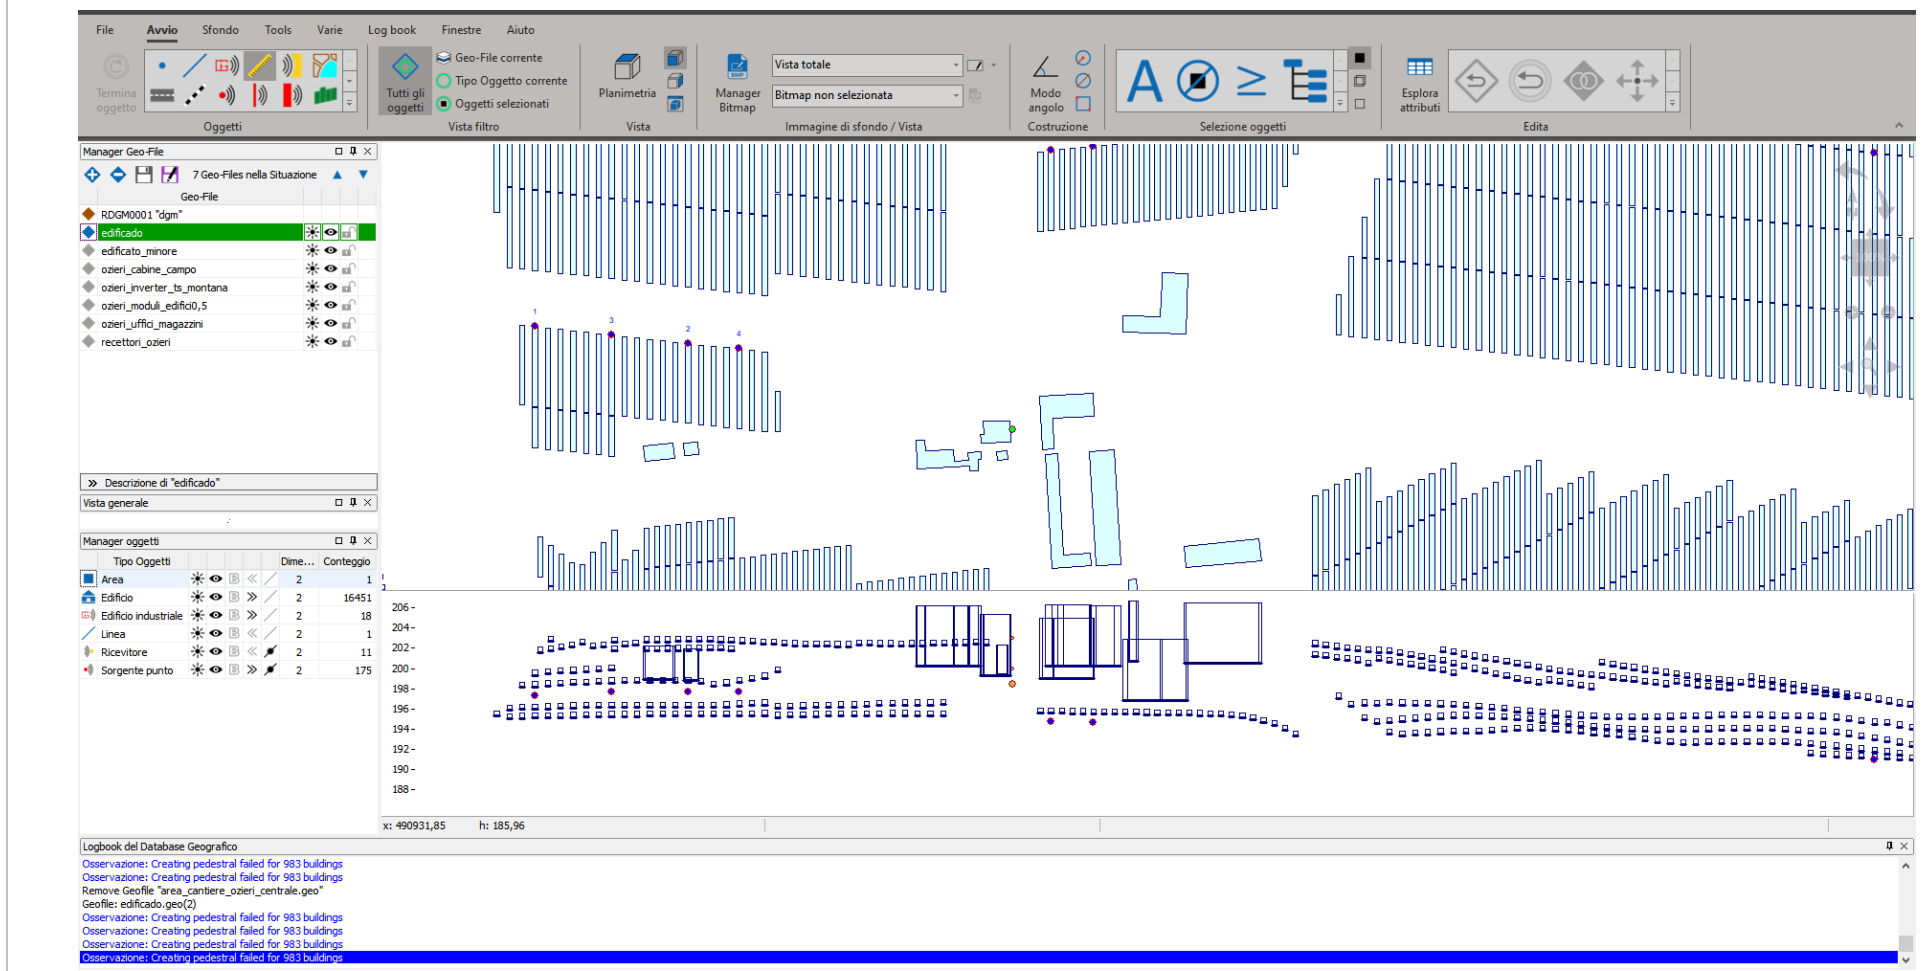 File Avvio Sfondo Tools Varie Log book Finestre Aiuto
Termina oggetto
Oggetti
Tutti gli oggetti
Geo-File corrente
Tipo Oggetto corrente
Oggetti selezionati
Vista filtro
Planimetria
Vista
Manager Bitmap
BMP
Vista totale
Bitmap non selezionata
Immagine di sfondo / Vista
Modo angolo
Costruzione
A
Selezione oggetti
Esplora attributi
Edita
Manager Geo-File
7 Geo-Files nella Situazione
Geo-File
RDGM0001 "dgm"
edificado
edificato_minore
ozieri_cabine_campo
ozieri_inverter_ts_montana
ozieri_moduli_edifici0,5
ozieri_uffici_magazzini
recettori_ozieri
Descrizione di "edificado"
Vista generale
Manager oggetti
Tipo Oggetti Dime... Conteggio
Area 2 1
Edificio 2 16451
Edificio industriale 2 18
Linea 2 1
Ricevitore 2 11
Sorgente punto 2 175
1
3
2
4
N
100%
206
204
202
200
198
196
194
192
190
188
x: 490931,85 h: 185,96
Logbook del Database Geografico
Osservazione: Creating pedestral failed for 983 buildings
Osservazione: Creating pedestral failed for 983 buildings
Remove Geofile "area_cantiere_ozieri_centrale.geo"
Geofile: edificado.geo(2)
Osservazione: Creating pedestral failed for 983 buildings
Osservazione: Creating pedestral failed for 983 buildings
Osservazione: Creating pedestral failed for 983 buildings
Osservazione: Creating pedestral failed for 983 buildings